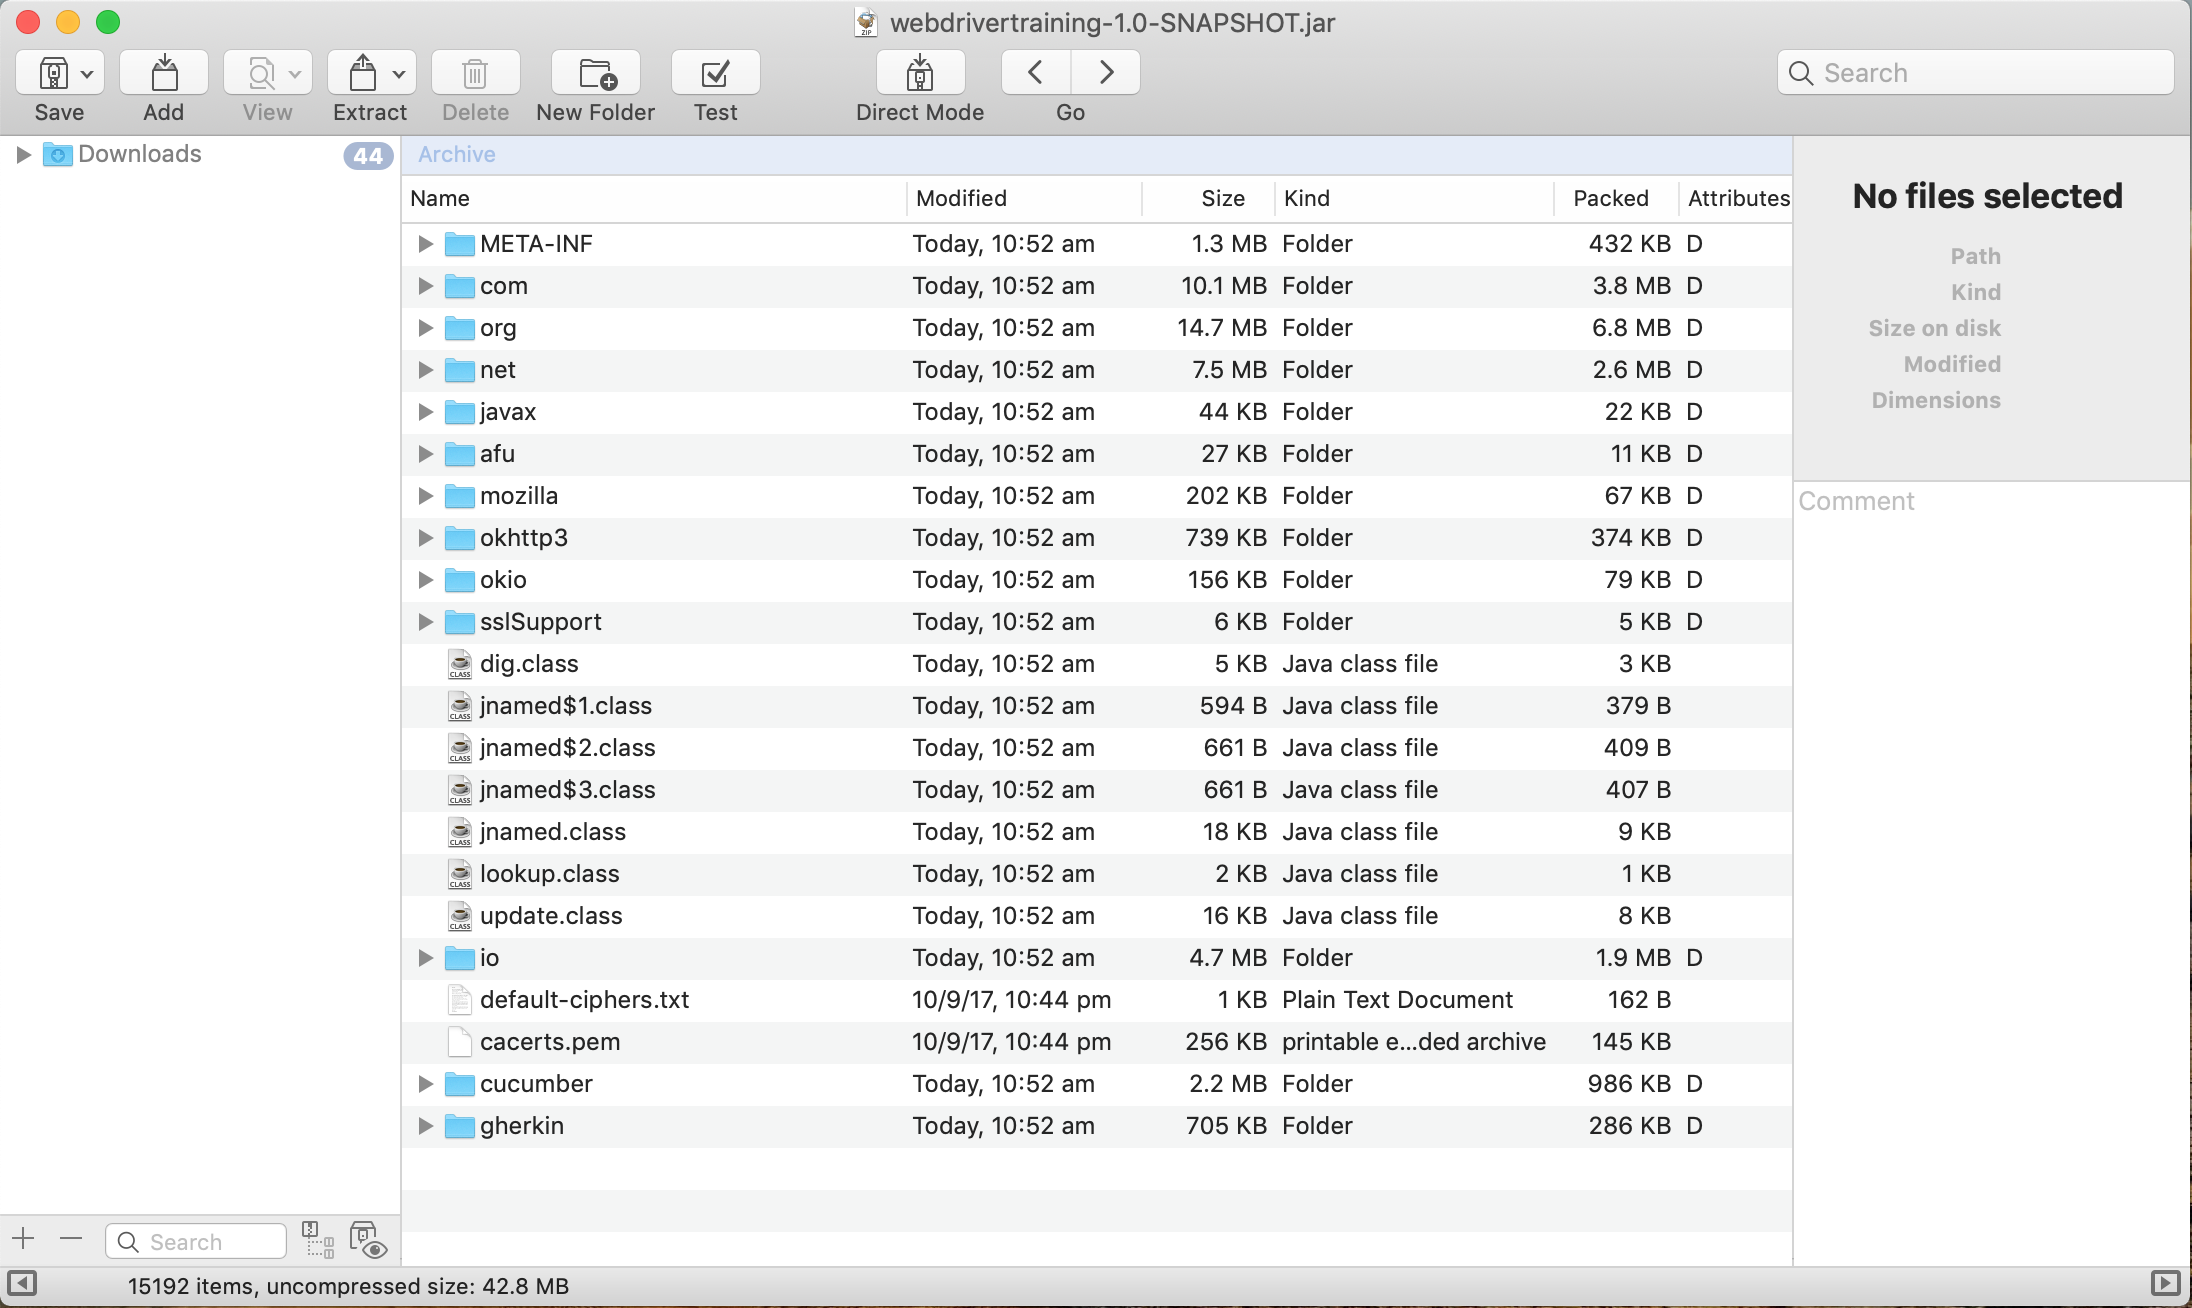 webdrivertraining-1.0-SNAPSHOT.jar
Save Add View Extract Delete New Folder Test Direct Mode Go Search
Downloads 44
Archive
Name Modified Size Kind Packed Attributes
META-INF Today, 10:52 am 1.3 MB Folder 432 KB D
com Today, 10:52 am 10.1 MB Folder 3.8 MB D
org Today, 10:52 am 14.7 MB Folder 6.8 MB D
net Today, 10:52 am 7.5 MB Folder 2.6 MB D
javax Today, 10:52 am 44 KB Folder 22 KB D
afu Today, 10:52 am 27 KB Folder 11 KB D
mozilla Today, 10:52 am 202 KB Folder 67 KB D
okhttp3 Today, 10:52 am 739 KB Folder 374 KB D
okio Today, 10:52 am 156 KB Folder 79 KB D
sslSupport Today, 10:52 am 6 KB Folder 5 KB D
dig.class Today, 10:52 am 5 KB Java class file 3 KB
jnamed$1.class Today, 10:52 am 594 B Java class file 379 B
jnamed$2.class Today, 10:52 am 661 B Java class file 409 B
jnamed$3.class Today, 10:52 am 661 B Java class file 407 B
jnamed.class Today, 10:52 am 18 KB Java class file 9 KB
lookup.class Today, 10:52 am 2 KB Java class file 1 KB
update.class Today, 10:52 am 16 KB Java class file 8 KB
io Today, 10:52 am 4.7 MB Folder 1.9 MB D
default-ciphers.txt 10/9/17, 10:44 pm 1 KB Plain Text Document 162 B
cacerts.pem 10/9/17, 10:44 pm 256 KB printable e...ded archive 145 KB
cucumber Today, 10:52 am 2.2 MB Folder 986 KB D
gherkin Today, 10:52 am 705 KB Folder 286 KB D
No files selected
Path
Kind
Size on disk
Modified
Dimensions
Comment
Search
15192 items, uncompressed size: 42.8 MB